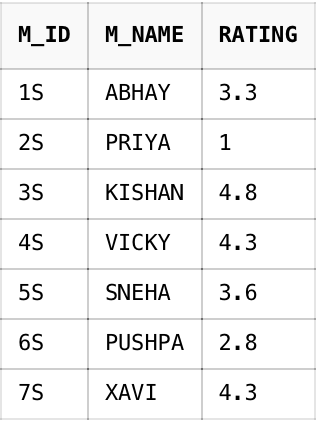 M_ID M_NAME RATING
1S ABHAY 3.3
2S PRIYA 1
3S KISHAN 4.8
4S VICKY 4.3
5S SNEHA 3.6
6S PUSHPA 2.8
7S XAVI 4.3